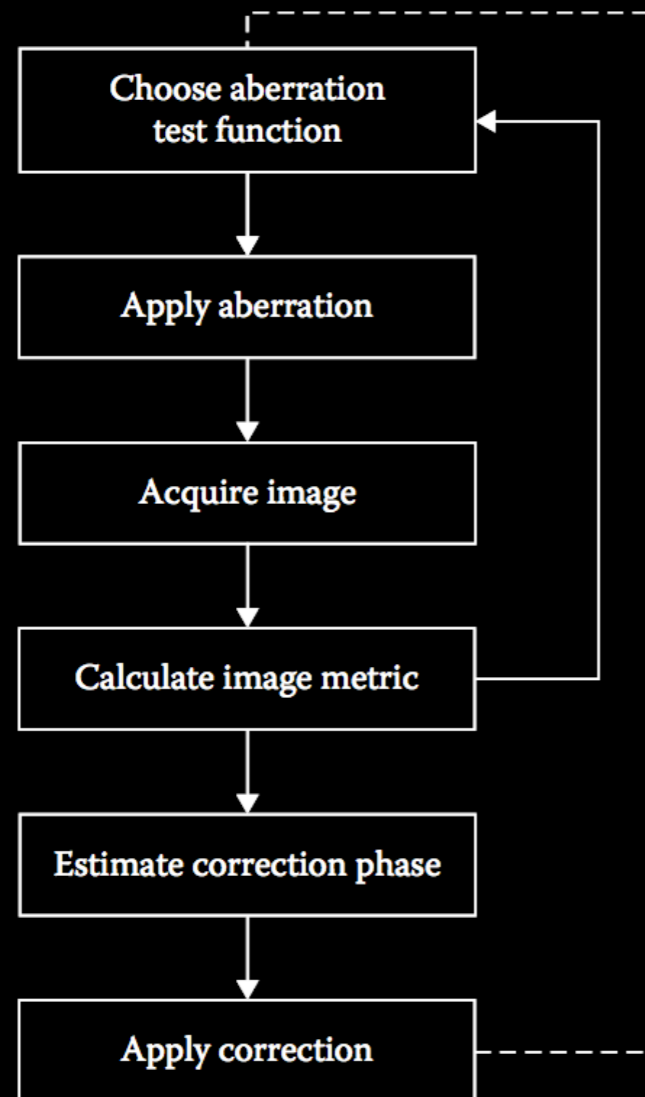 Choose aberration
test function
Apply aberration
Acquire image
Calculate image metric
Estimate correction phase
Apply correction